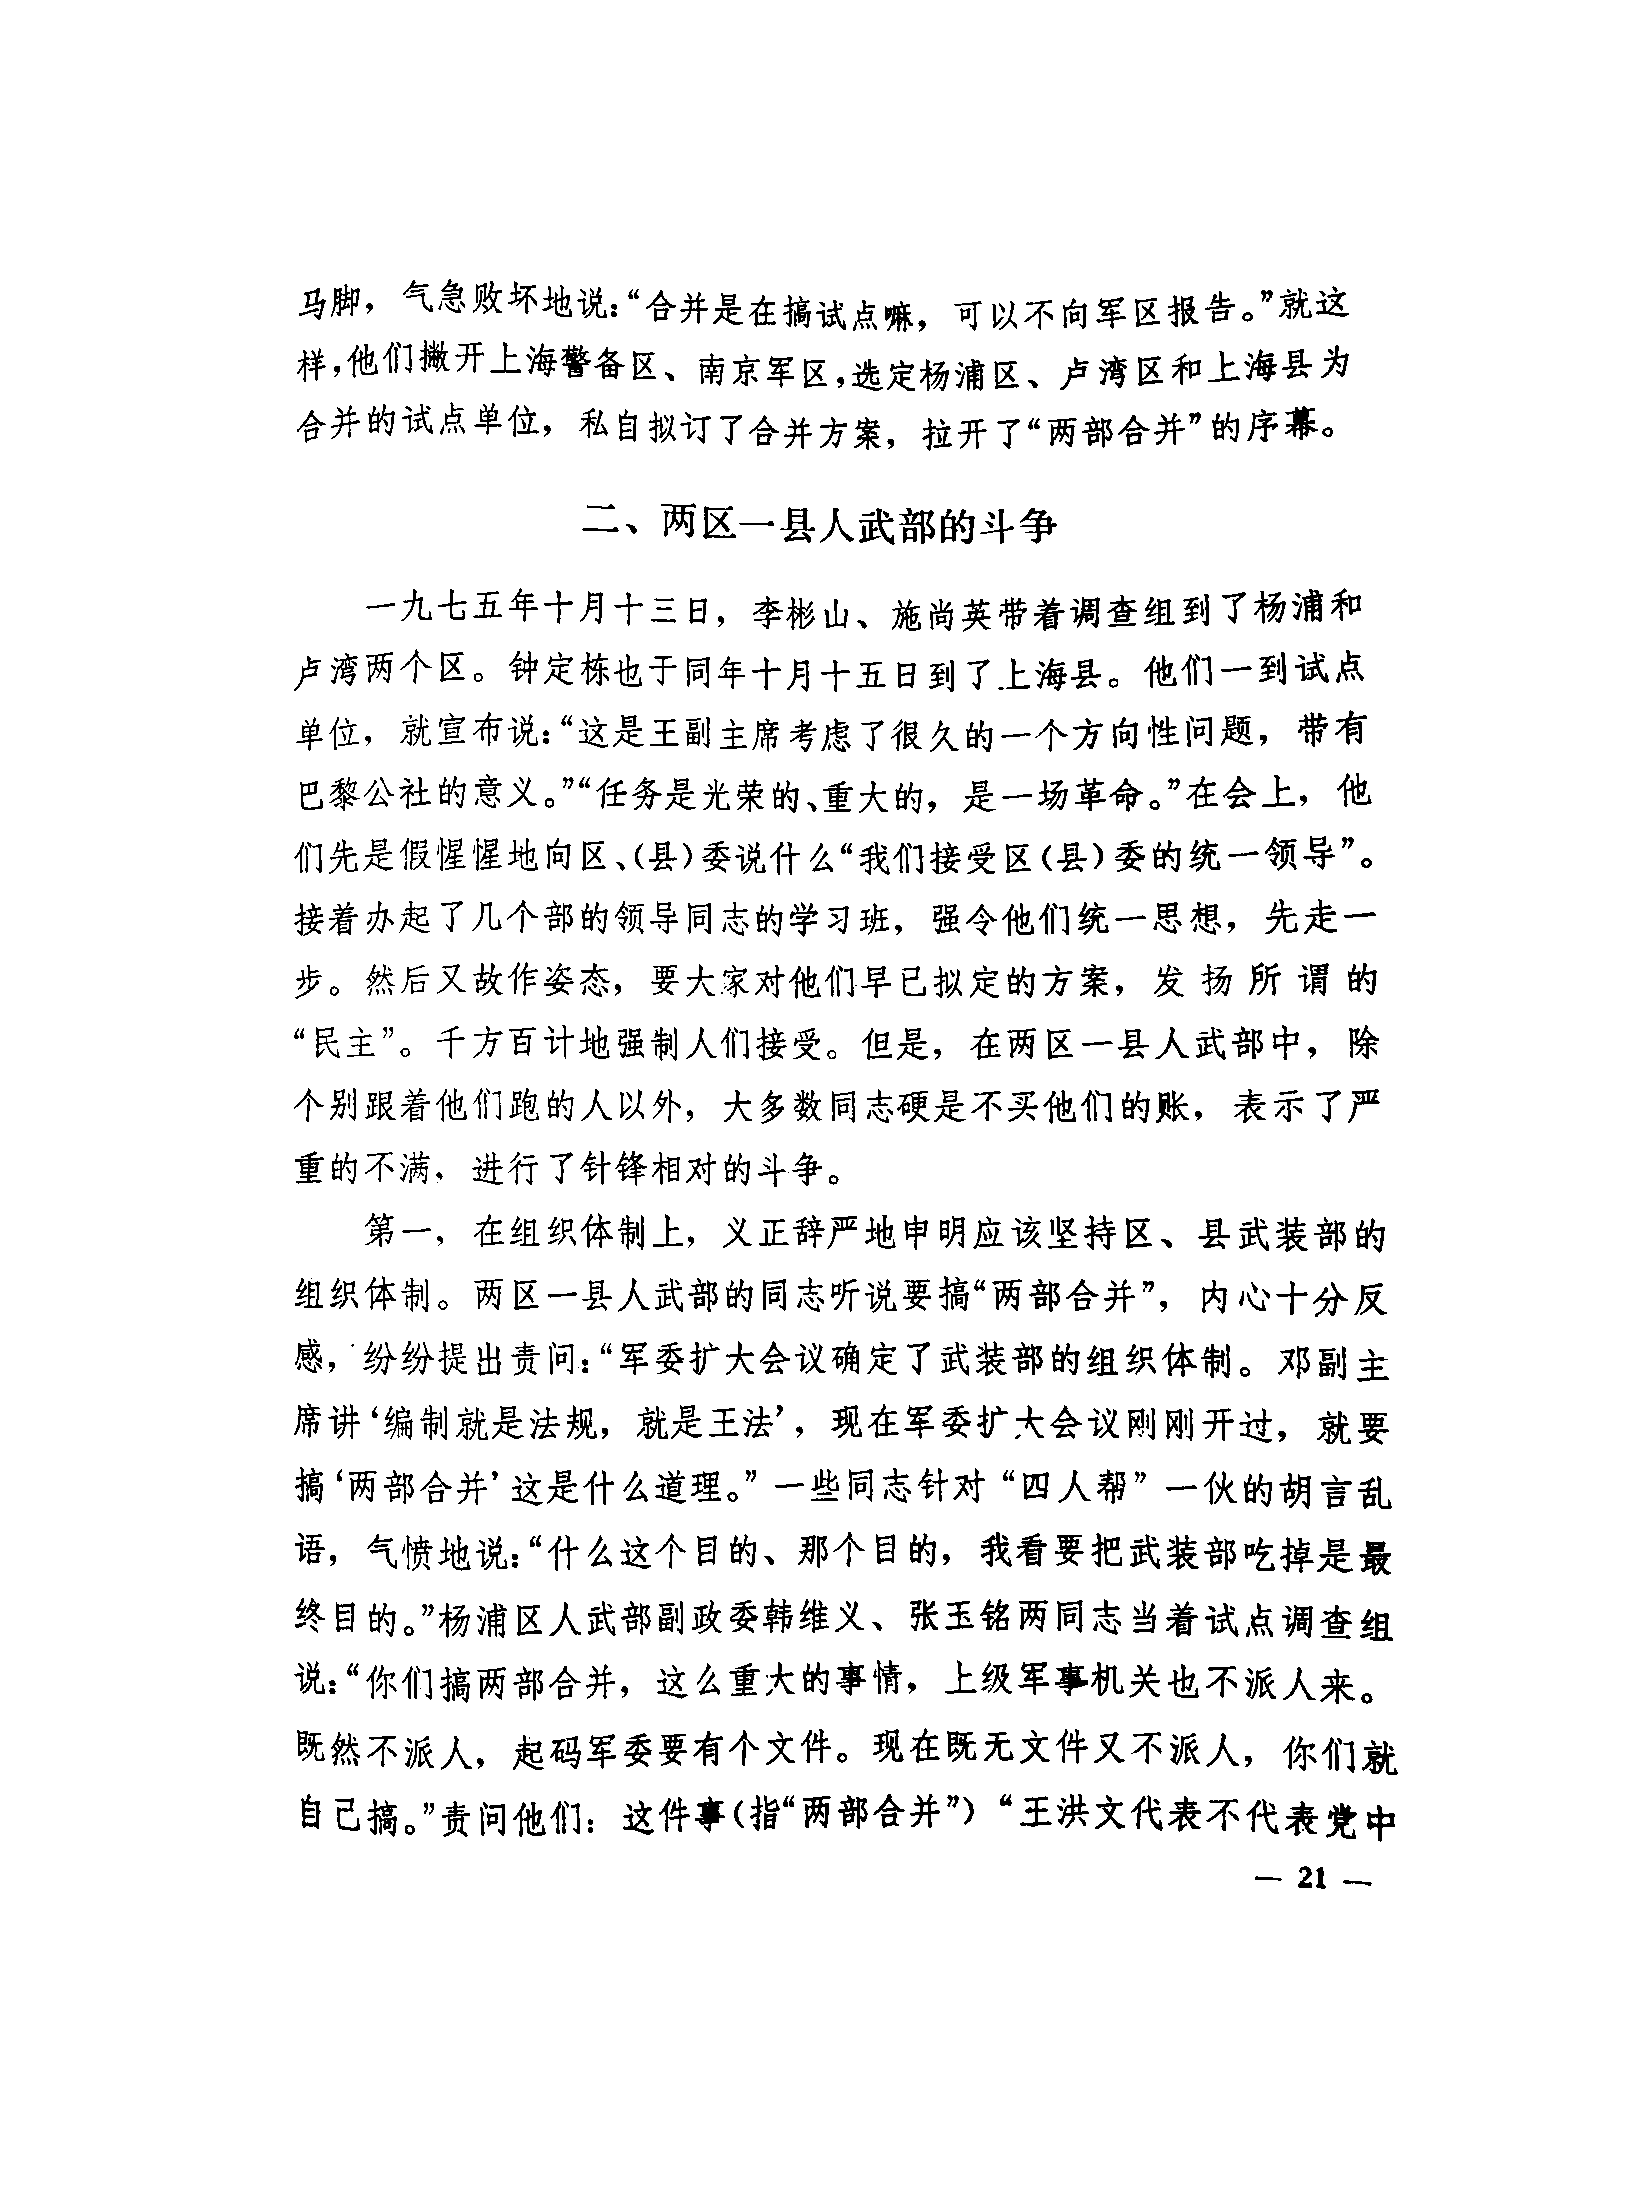 马脚，气急败坏地说：“合并是在搞试点嘛，可以不向军区报告。”就这
样，他们撇开上海警备区、南京军区，选定杨浦区、卢湾区和上海县为
合并的试点单位，私自拟订了合并方案，拉开了“两部合并”的序幕。
二、两区一县人武部的斗争
一九七五年十月十三日，李彬山、施尚英带着调查组到了杨浦和
卢湾两个区。钟定栋也于同年十月十五日到了上海县。他们一到试点
单位，就宣布说：“这是王副主席考虑了很久的一个方向性问题，带有
巴黎公社的意义。”“任务是光荣的、重大的，是一场革命。”在会上，他
们先是假惺惺地向区、（县）委说什么“我们接受区（县）委的统一领导”。
接着办起了几个部的领导同志的学习班，强令他们统一思想，先走一
步。然后又故作姿态，要大家对他们早已拟定的方案，发扬所谓的
“民主”。千方百计地强制人们接受。但是，在两区一县人武部中，除
个别跟着他们跑的人以外，大多数同志硬是不买他们的账，表示了严
重的不满，进行了针锋相对的斗争。
第一，在组织体制上，义正辞严地申明应该坚持区、县武装部的
组织体制。两区一县人武部的同志听说要搞“两部合并”，内心十分反
感，纷纷提出责问：“军委扩大会议确定了武装部的组织体制。邓副主
席讲‘编制就是法规，就是王法’，现在军委扩大会议刚刚开过，就要
搞‘两部合并’这是什么道理。”一些同志针对“四人帮”一伙的胡言乱
语，气愤地说：“什么这个目的、那个目的，我看要把武装部吃掉是最
终目的。”杨浦区人武部副政委韩维义、张玉铭两同志当着试点调查组
说：“你们搞两部合并，这么重大的事情，上级军事机关也不派人来。
既然不派人，起码军委要有个文件。现在既无文件又不派人，你们就
自己搞。”责问他们：这件事（指“两部合并”）“王洪文代表不代表党中
— 21 —